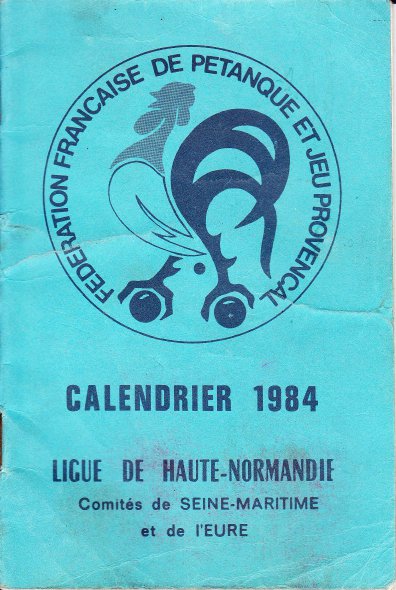 FEDERATION FRANCAISE DE PETANQUE ET JEU PROVENCAL
CALENDRIER 1984
LIGUE DE HAUTE-NORMANDIE
Comités de SEINE-MARITIME
et de l'EURE